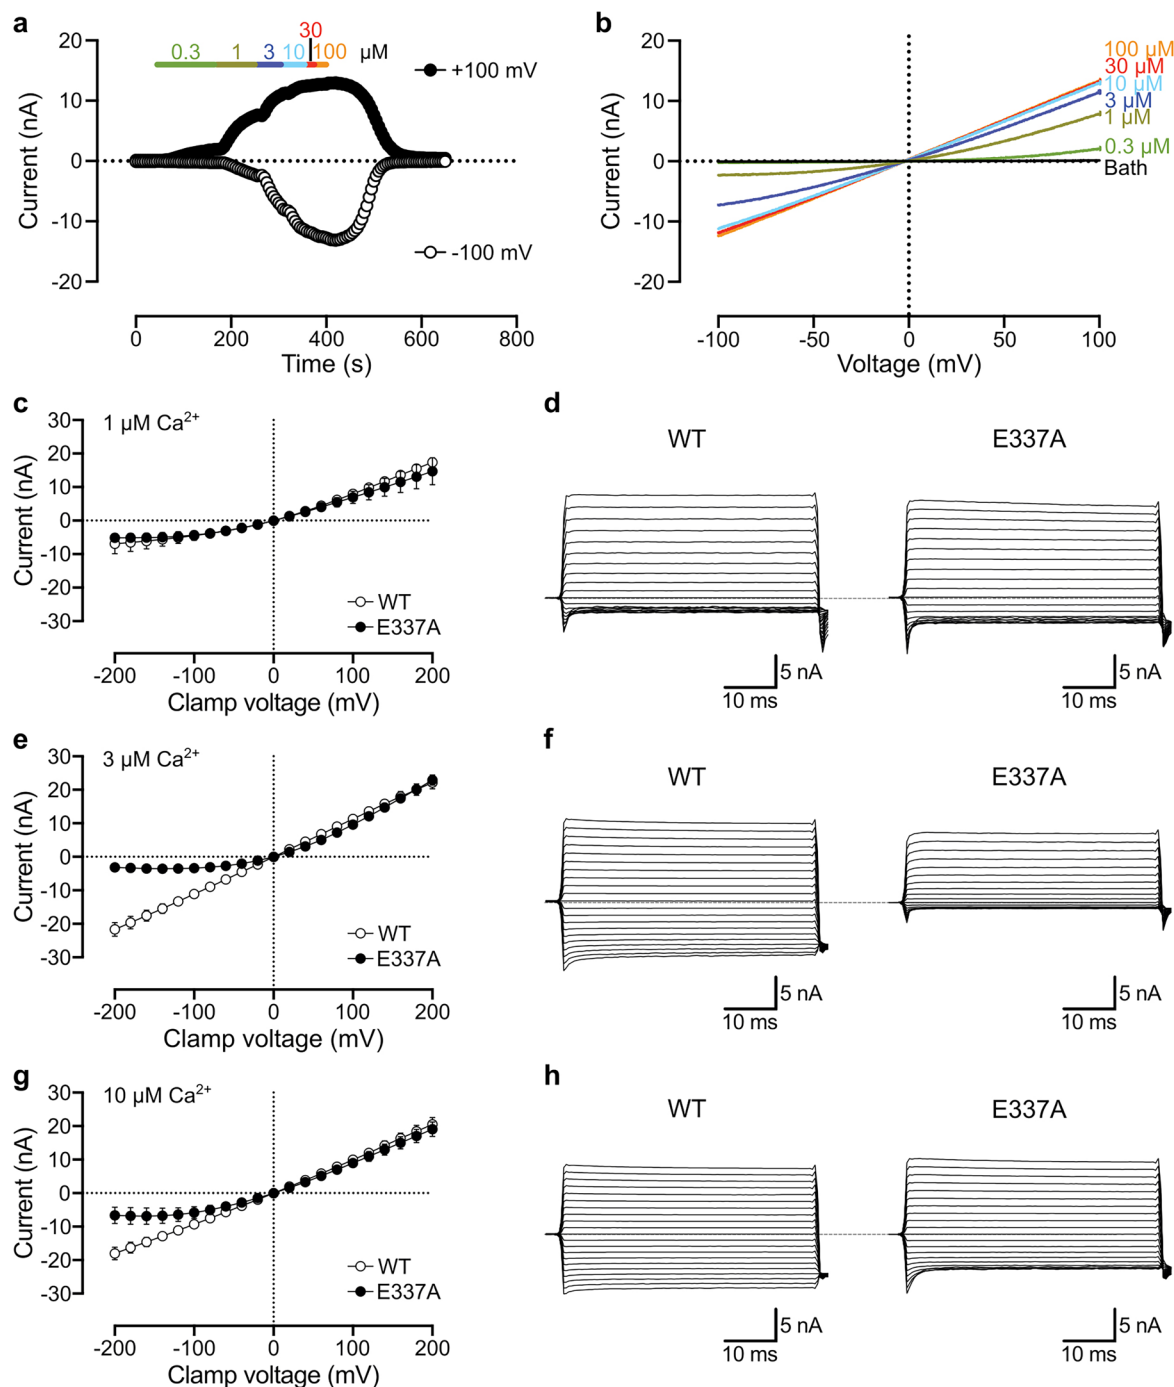 a
30
0.3 1 3 10 100 µM
20
10
0
-10
-20
Current (nA)
+100 mV
-100 mV
0 200 400 600 800
Time (s)
b
20
10
0
-10
-20
Current (nA)
100 µM
30 µM
10 µM
3 µM
1 µM
0.3 µM
Bath
-100 -50 0 50 100
Voltage (mV)
c
1 µM Ca²⁺
30
20
10
0
-10
-20
-30
Current (nA)
WT
E337A
-200 -100 0 100 200
Clamp voltage (mV)
d
WT E337A
5 nA
10 ms
5 nA
10 ms
e
3 µM Ca²⁺
30
20
10
0
-10
-20
-30
Current (nA)
WT
E337A
-200 -100 0 100 200
Clamp voltage (mV)
f
WT E337A
5 nA
10 ms
5 nA
10 ms
g
10 µM Ca²⁺
30
20
10
0
-10
-20
-30
Current (nA)
WT
E337A
-200 -100 0 100 200
Clamp voltage (mV)
h
WT E337A
5 nA
10 ms
5 nA
10 ms